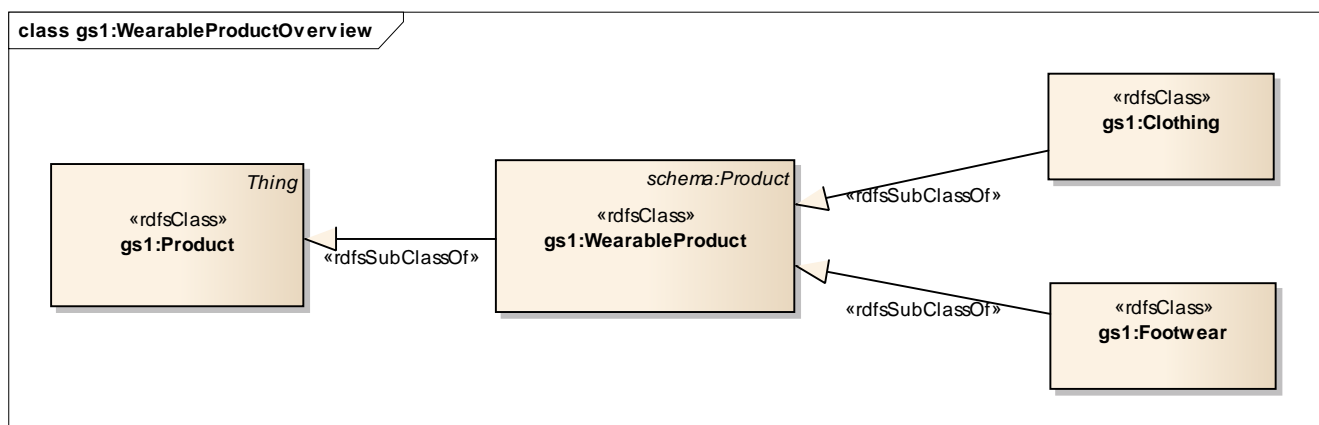 class gs1:WearableProductOverview
Thing
«rdfsClass»
gs1:Product
«rdfsSubClassOf»
schema:Product
«rdfsClass»
gs1:WearableProduct
«rdfsSubClassOf»
«rdfsSubClassOf»
«rdfsClass»
gs1:Clothing
«rdfsClass»
gs1:Footwear